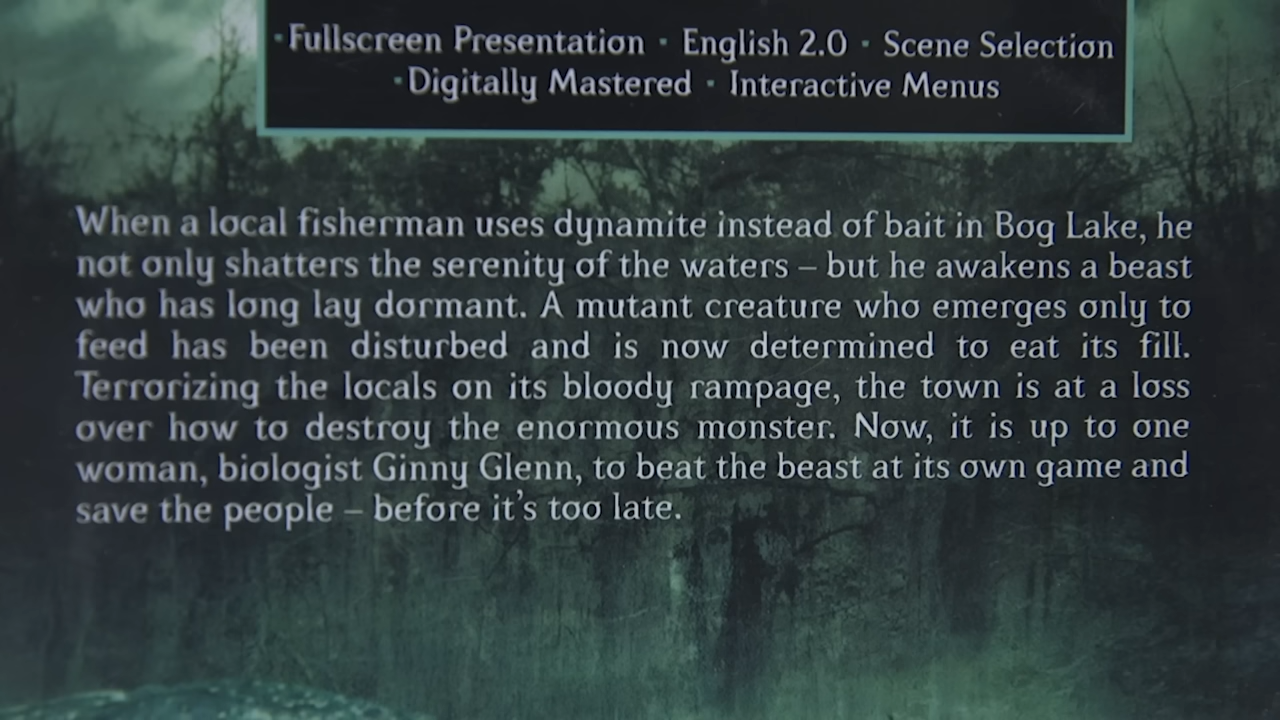 ·Fullscreen Presentation · English 2.0 · Scene Selection
·Digitally Mastered · Interactive Menus
When a local fisherman uses dynamite instead of bait in Bog Lake, he
not only shatters the serenity of the waters – but he awakens a beast
who has long lay dormant. A mutant creature who emerges only to
feed has been disturbed and is now determined to eat its fill.
Terrorizing the locals on its bloody rampage, the town is at a loss
over how to destroy the enormous monster. Now, it is up to one
woman, biologist Ginny Glenn, to beat the beast at its own game and
save the people – before it's too late.